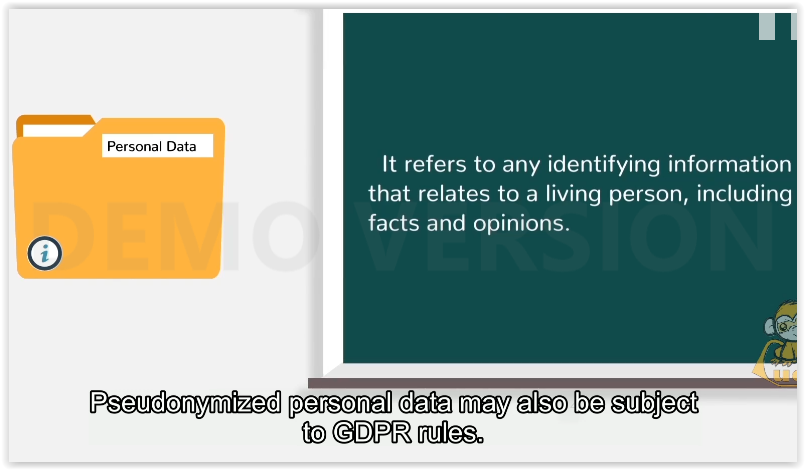 Personal Data
It refers to any identifying information
that relates to a living person, including
facts and opinions.
DEMO VERSION
Pseudonymized personal data may also be subject
to GDPR rules.